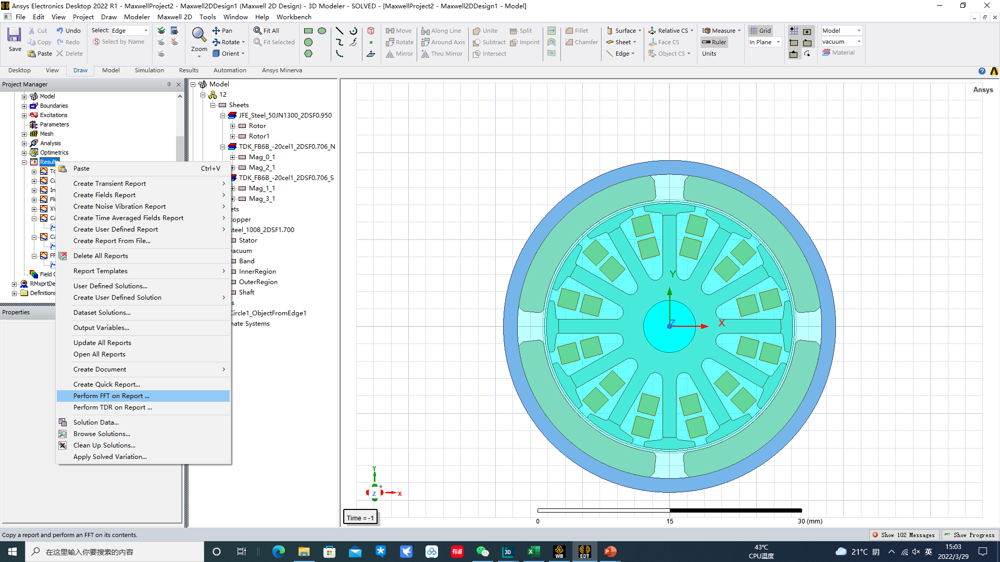 Ansys Electronics Desktop 2022 R1 - MaxwellProject2 - Maxwell2DDesign1 (Maxwell 2D Design) - 3D Modeler - SOLVED - [MaxwellProject2 - Maxwell2DDesign1 - Model]
File Edit View Project Draw Modeler Maxwell 2D Tools Window Help Workbench
Save
Cut Undo
Copy Redo
Paste Delete
Select: Edge
Select by Name
Zoom
Pan
Rotate
Orient
Fit All
Fit Selected
Move Along Line
Rotate Around Axis
Mirror Thru Mirror
Unite Split
Subtract Imprint
Intersect
Fillet
Chamfer
Surface
Sheet
Edge
Relative CS
Face CS
Object CS
Measure
Ruler
Units
Grid
In Plane
Model
vacuum
Material
Desktop View Draw Model Simulation Results Automation Ansys Minerva
Project Manager
Model
Boundaries
Excitations
Parameters
Mesh
Analysis
Optimetrics
Results
To
Cu
In
Flu
XY
Ca
Ca
FF
Field O
RMxprtDe
Definitions
Properties
Paste Ctrl+V
Create Transient Report
Create Fields Report
Create Noise Vibration Report
Create Time Averaged Fields Report
Create User Defined Report
Create Report From File...
Delete All Reports
Report Templates
User Defined Solutions...
Create User Defined Solution
Dataset Solutions...
Output Variables...
Update All Reports
Open All Reports
Create Document
Create Quick Report...
Perform FFT on Report ...
Perform TDR on Report ...
Solution Data...
Browse Solutions...
Clean Up Solutions...
Apply Solved Variation...
Model
12
Sheets
JFE_Steel_50JN1300_2DSF0.950
Rotor
Rotor1
TDK_FB6B_-20cel1_2DSF0.706_N
Mag_0_1
Mag_2_1
TDK_FB6B_-20cel1_2DSF0.706_S
Mag_1_1
Mag_3_1
ets
copper
steel_1008_2DSF1.700
Stator
vacuum
Band
InnerRegion
OuterRegion
Shaft
s
Circle1_ObjectFromEdge1
nate Systems
Ansys
Y
Z
X
Y
Z
X
Time = -1
0 15 30 (mm)
Copy a report and perform an FFT on its contents.
Show 102 Messages
Show Progress
在这里输入你要搜索的内容
有道
3D
WB
EDT
43℃
CPU温度
21°C 阴
英
15:03
2022/3/29